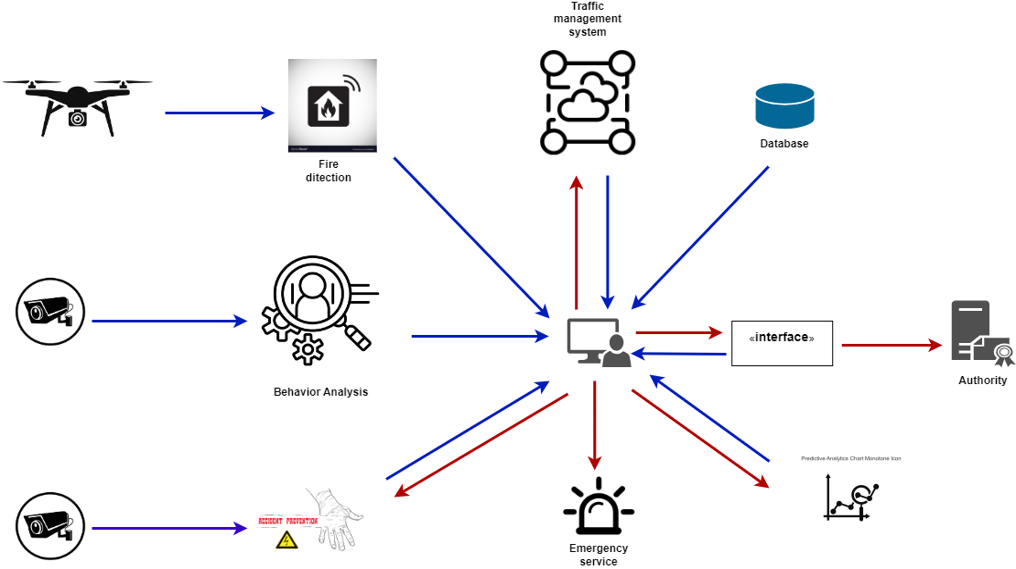 Traffic
management
system
Fire
ditection
Database
«interface»
Authority
Behavior Analysis
Predictive Analytics Chart Monotone Icon
ACCIDENT PREVENTION
Emergency
service